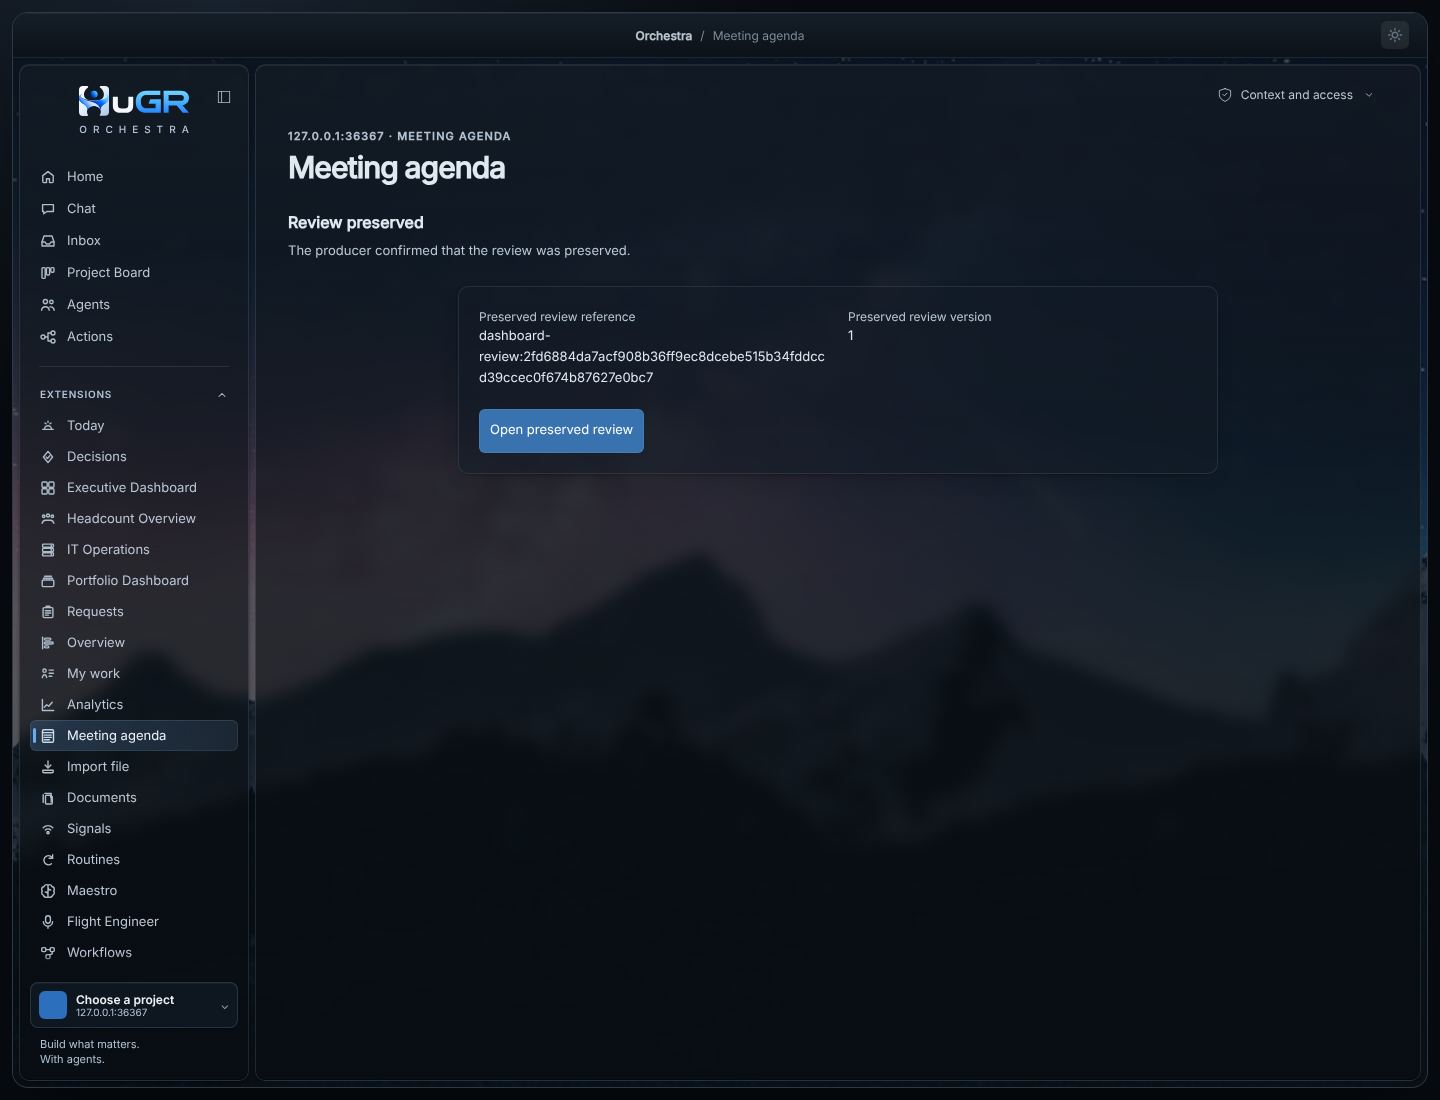 Orchestra / Meeting agenda
HuGR
ORCHESTRA
Context and access
Home
Chat
Inbox
Project Board
Agents
Actions
EXTENSIONS
Today
Decisions
Executive Dashboard
Headcount Overview
IT Operations
Portfolio Dashboard
Requests
Overview
My work
Analytics
Meeting agenda
Import file
Documents
Signals
Routines
Maestro
Flight Engineer
Workflows
Choose a project
127.0.0.1:36367
Build what matters.
With agents.
127.0.0.1:36367 · MEETING AGENDA
Meeting agenda
Review preserved
The producer confirmed that the review was preserved.
Preserved review reference
dashboard-
review:2fd6884da7acf908b36ff9ec8dcebe515b34fddcc
d39ccec0f674b87627e0bc7
Preserved review version
1
Open preserved review